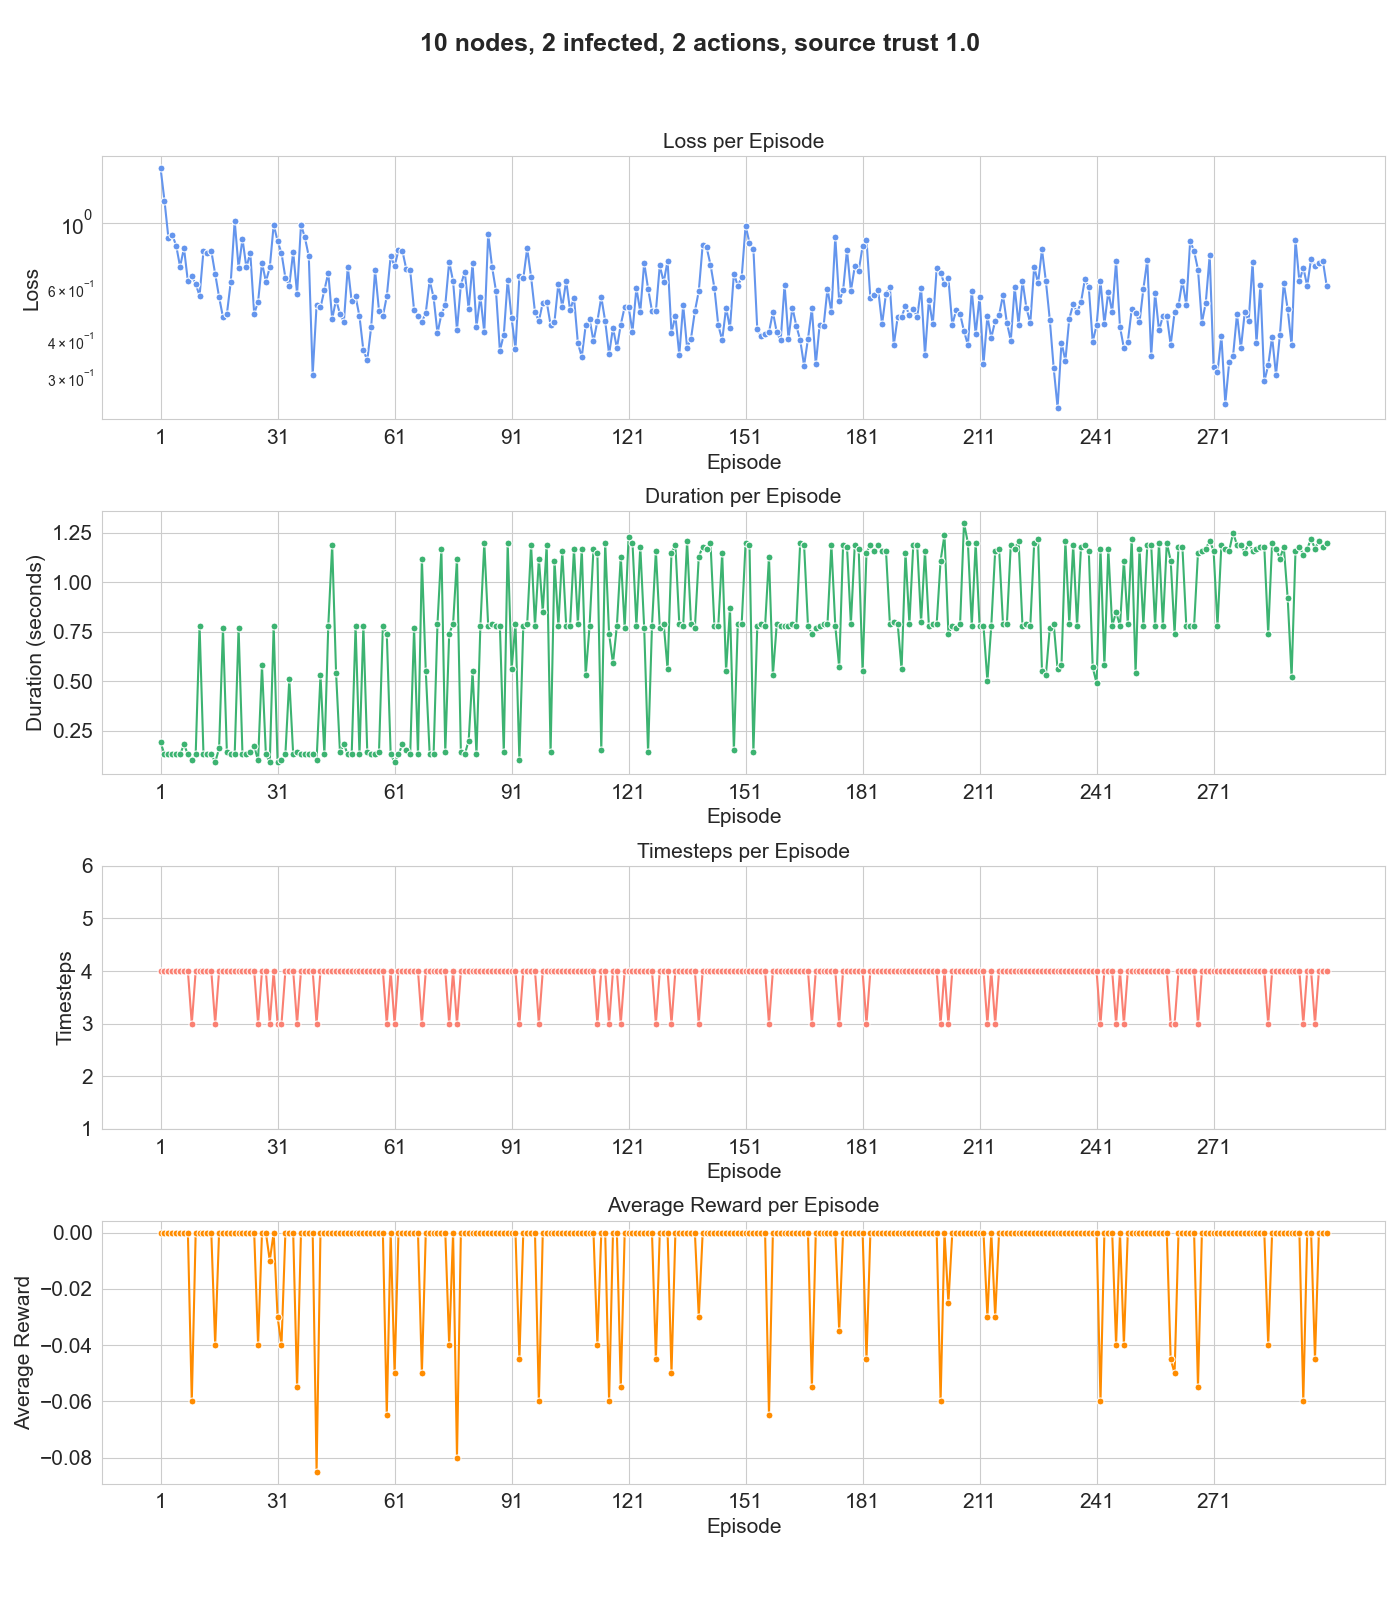 10 nodes, 2 infected, 2 actions, source trust 1.0
Loss per Episode
Loss
10⁰
6 × 10⁻¹
4 × 10⁻¹
3 × 10⁻¹
1 31 61 91 121 151 181 211 241 271
Episode
Duration per Episode
Duration (seconds)
1.25
1.00
0.75
0.50
0.25
1 31 61 91 121 151 181 211 241 271
Episode
Timesteps per Episode
Timesteps
6
5
4
3
2
1
1 31 61 91 121 151 181 211 241 271
Episode
Average Reward per Episode
Average Reward
0.00
−0.02
−0.04
−0.06
−0.08
1 31 61 91 121 151 181 211 241 271
Episode